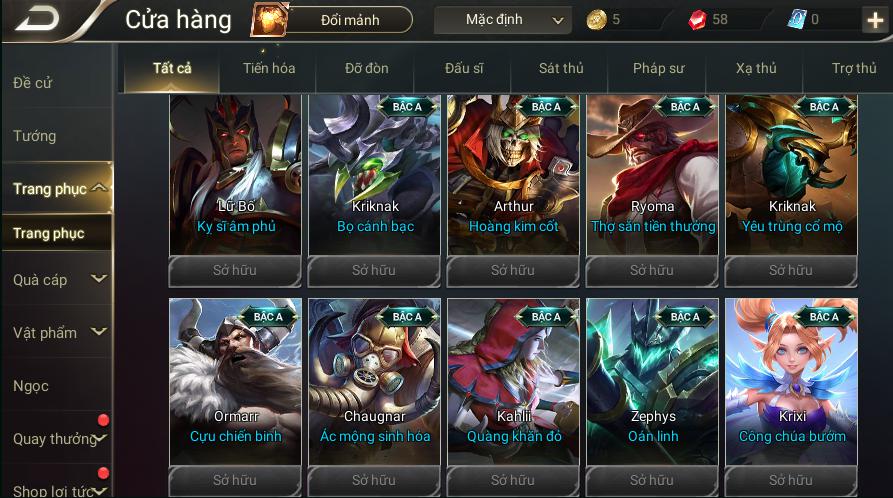 Cửa hàng
Đổi mảnh
Mặc định
5
58
0
Đề cử
Tướng
Trang phục
Trang phục
Quà cáp
Vật phẩm
Ngọc
Quay thưởng
Shop lợi tức
Tất cả
Tiến hóa
Đỡ đòn
Đấu sĩ
Sát thủ
Pháp sư
Xạ thủ
Trợ thủ
Lữ Bố
Kỵ sĩ âm phủ
Sở hữu
BẬC A
Kriknak
Bọ cánh bạc
Sở hữu
BẬC A
Arthur
Hoàng kim cốt
Sở hữu
BẬC A
Ryoma
Thợ săn tiền thưởng
Sở hữu
BẬC A
Kriknak
Yêu trùng cổ mộ
Sở hữu
BẬC A
Ormarr
Cựu chiến binh
Sở hữu
BẬC A
Chaugnar
Ác mộng sinh hóa
Sở hữu
BẬC A
Kahlii
Quàng khăn đỏ
Sở hữu
BẬC A
Zephys
Oán linh
Sở hữu
BẬC A
Krixi
Công chúa bướm
Sở hữu